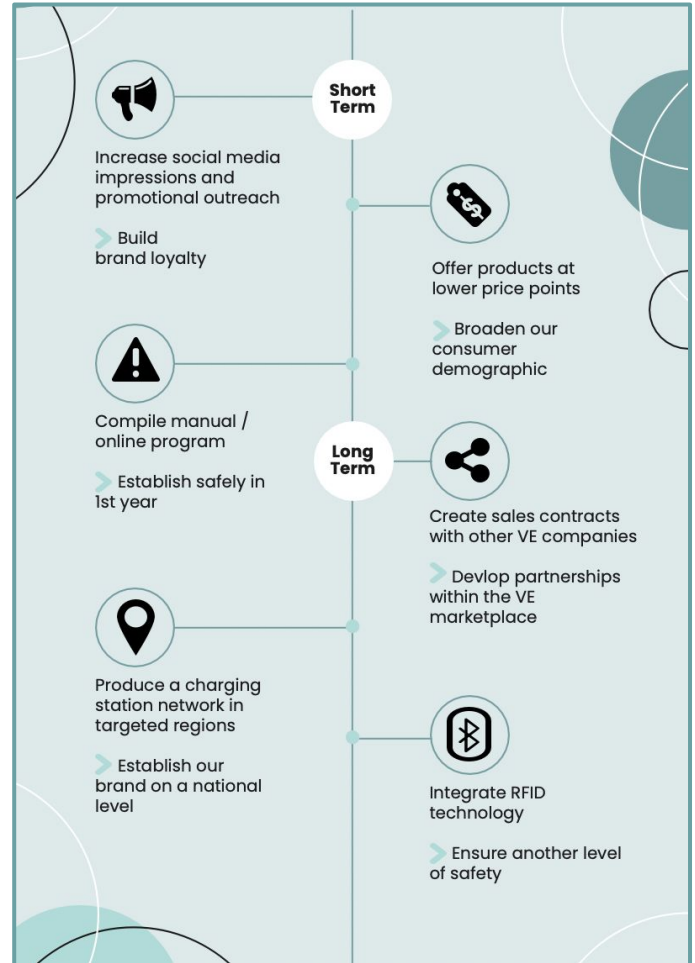 Short
Term
Increase social media
impressions and
promotional outreach
Build
brand loyalty
Offer products at
lower price points
Broaden our
consumer
demographic
Compile manual /
online program
Establish safely in
1st year
Long
Term
Create sales contracts
with other VE companies
Devlop partnerships
within the VE
marketplace
Produce a charging
station network in
targeted regions
Establish our
brand on a national
level
Integrate RFID
technology
Ensure another level
of safety